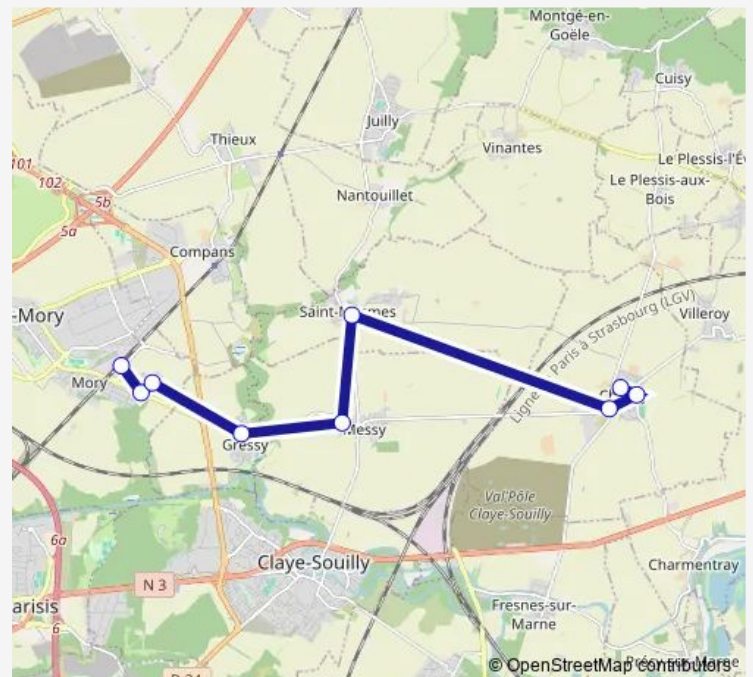 Montgé-en-
Goële
Cuisy
Juilly
Thieux
Vinantes
Le Plessis-l'Év
101
102
5b
5a
Le Plessis-aux-
Bois
Nantouillet
Compans
-Mory
Ligne Paris à Strasbourg (LGV)
Villeroy
Mory
Gressy
Messy
Val'Pôle
Claye-Souilly
6a
Claye-Souilly
Charmentray
N 3
arisis
Fresnes-sur-
Marne
6
© OpenStreetMap contributors